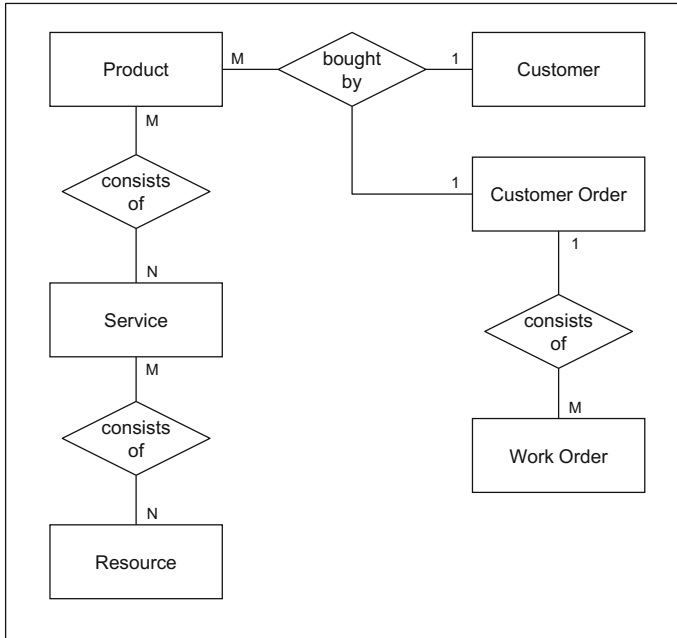 Product
M
bought
by
1
Customer
M
consists
of
N
1
Customer Order
1
Service
M
consists
of
M
consists
of
N
Work Order
Resource